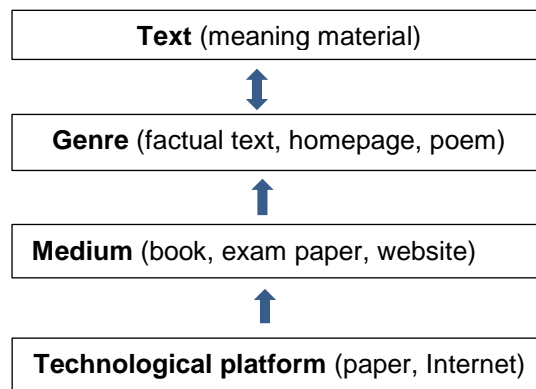 Text (meaning material)
Genre (factual text, homepage, poem)
Medium (book, exam paper, website)
Technological platform (paper, Internet)